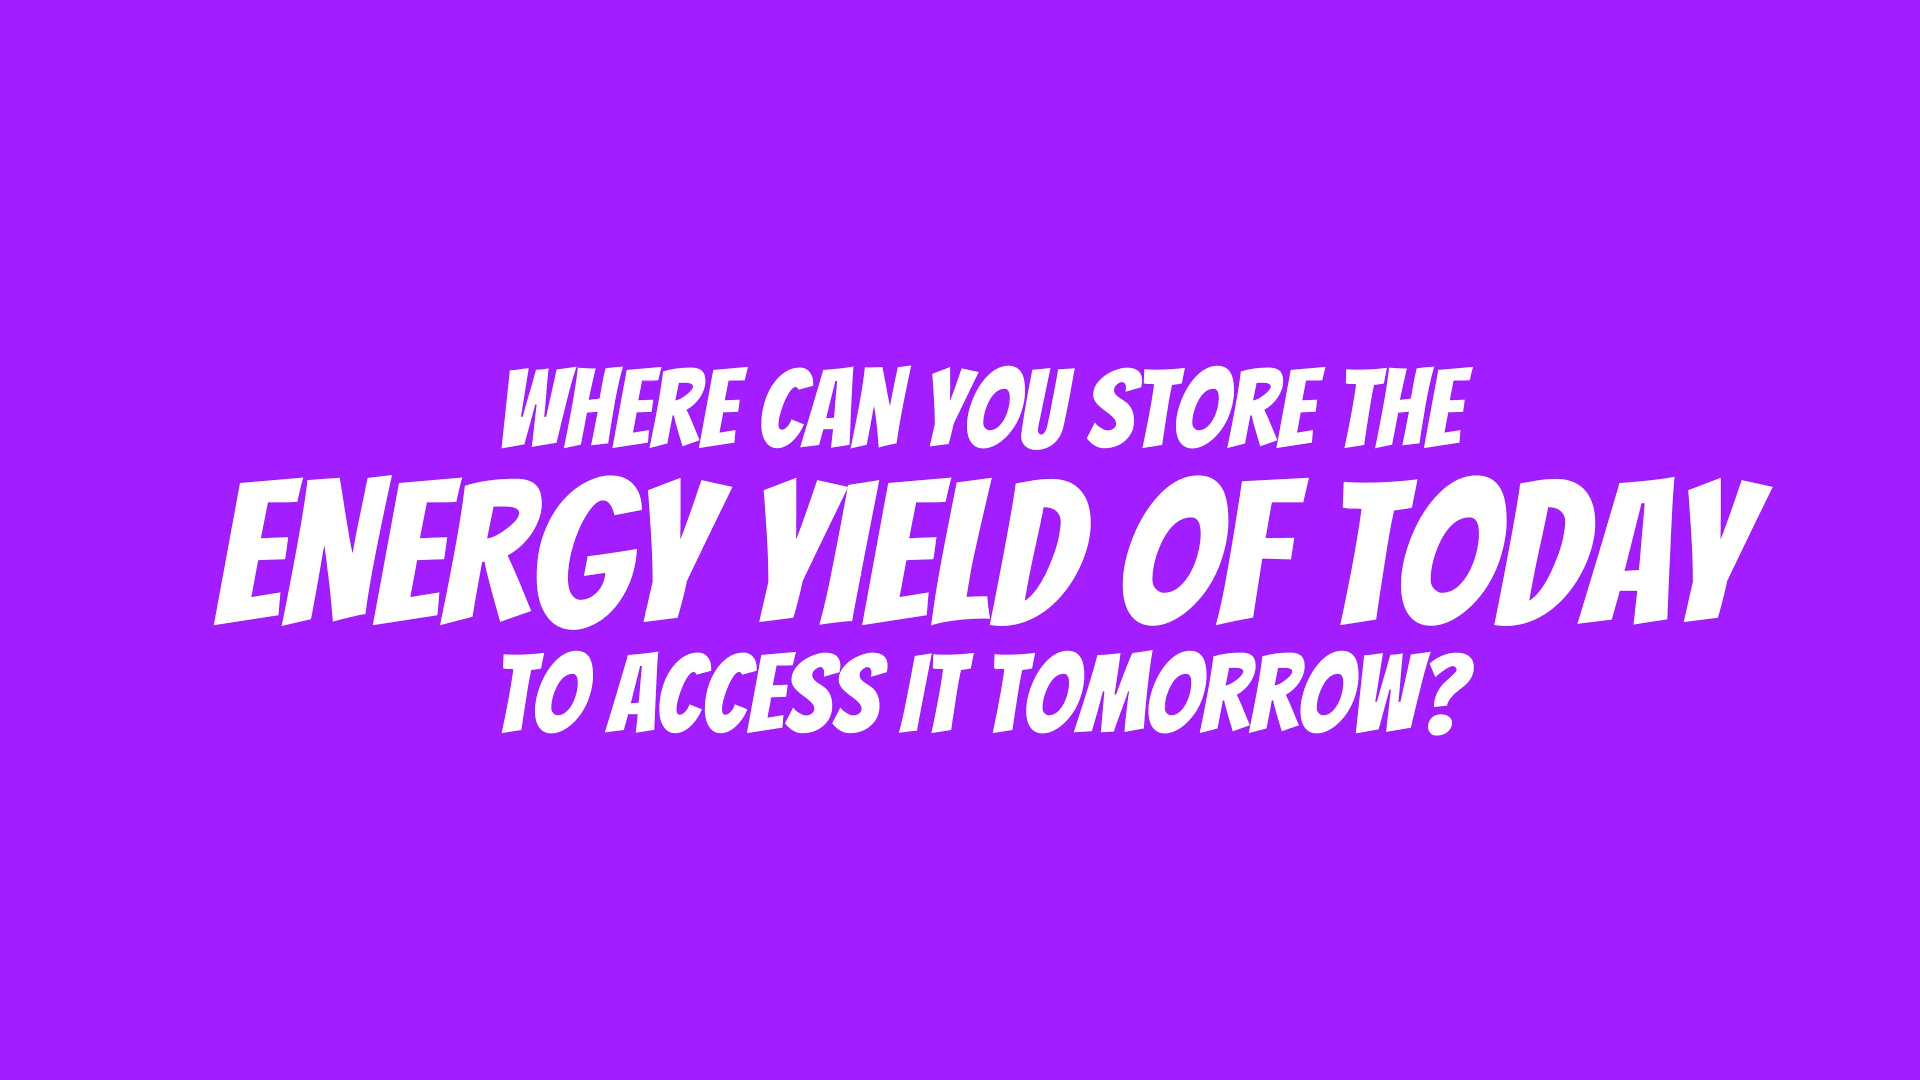 WHERE CAN YOU STORE THE
ENERGY YIELD OF TODAY
TO ACCESS IT TOMORROW?